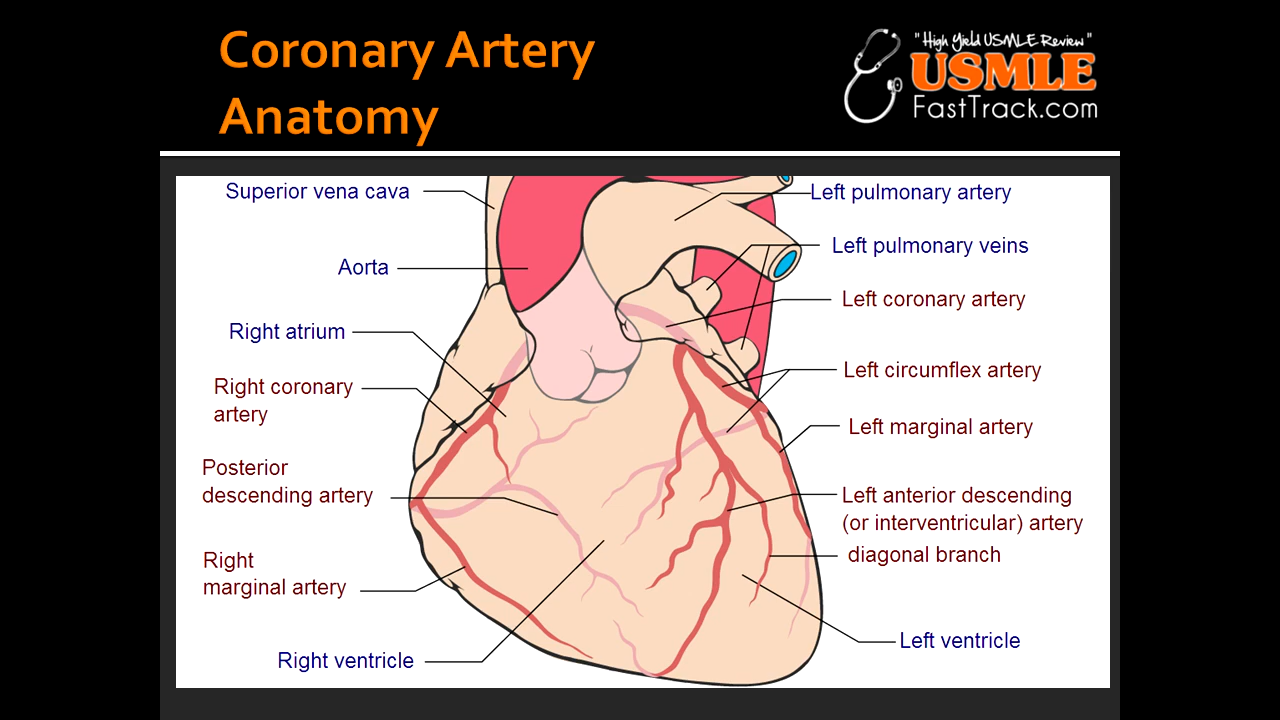 Coronary Artery
Anatomy
"High Yield USMLE Review"
USMLE
FastTrack.com
Superior vena cava
Left pulmonary artery
Left pulmonary veins
Aorta
Left coronary artery
Right atrium
Left circumflex artery
Right coronary
artery
Left marginal artery
Posterior
descending artery
Left anterior descending
(or interventricular) artery
diagonal branch
Right
marginal artery
Left ventricle
Right ventricle